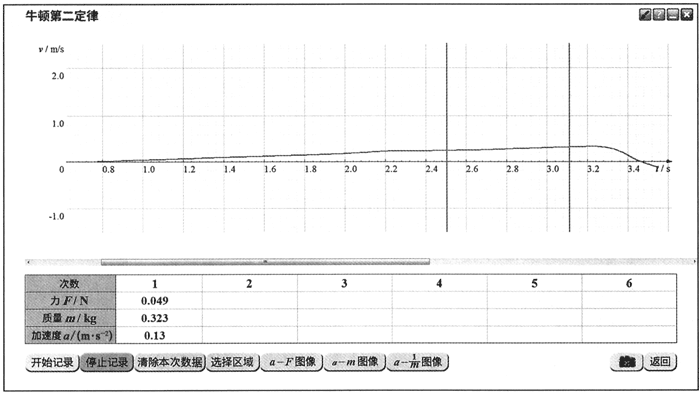 牛顿第二定律
v / m/s
2.0
1.0
0
-1.0
0.8 1.0 1.2 1.4 1.6 1.8 2.0 2.2 2.5 2.6 2.8 3.0 3.2 3.4 t / s
次数 1 2 3 4 5 6
力 F / N 0.049
质量 m / kg 0.323
加速度 a/(m·s⁻²) 0.13
开始记录 停止记录 清除本次数据 选择区域 a-F 图像 a-m 图像 a-1/m 图像 返回